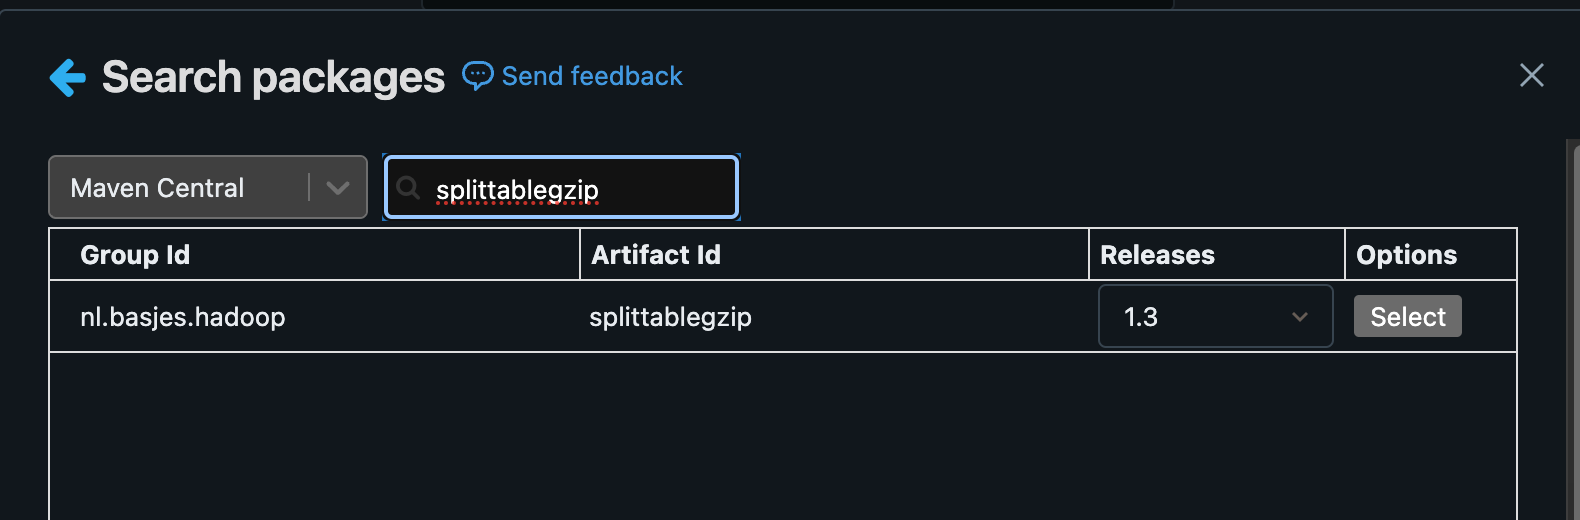 Search packages Send feedback
Maven Central splittablegzip
Group Id Artifact Id Releases Options
nl.basjes.hadoop splittablegzip 1.3 Select